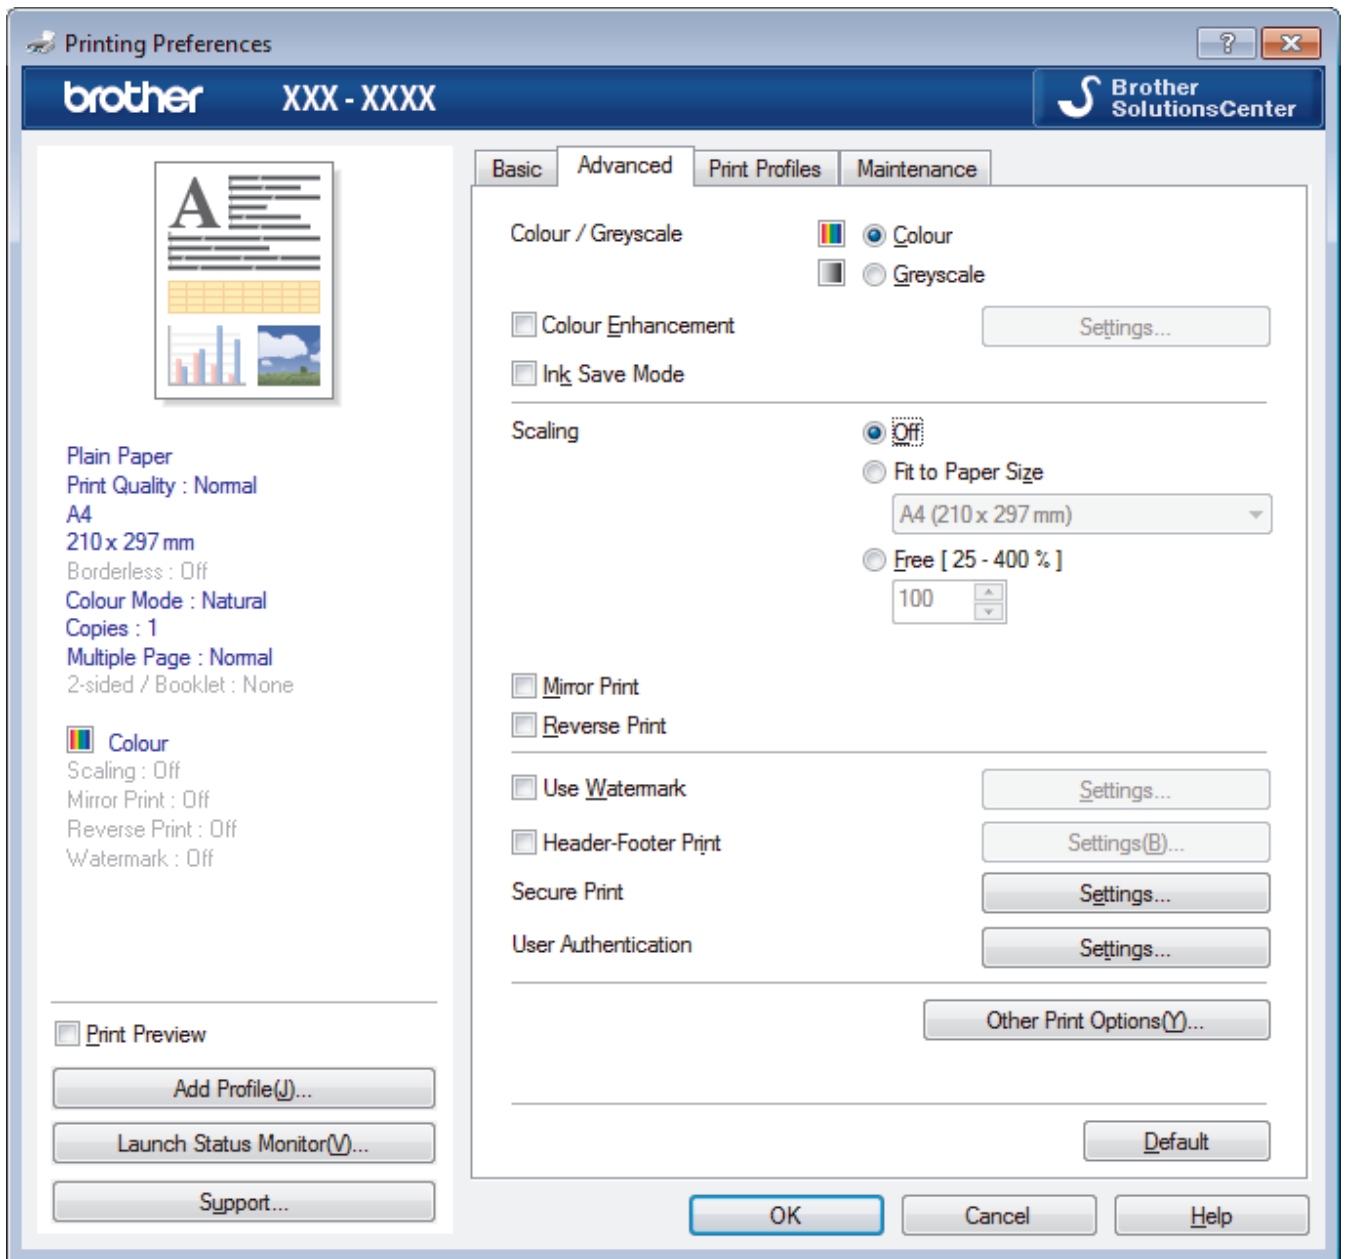 Printing Preferences
brother XXX - XXXX
Brother
SolutionsCenter
A
Plain Paper
Print Quality : Normal
A4
210 x 297 mm
Borderless : Off
Colour Mode : Natural
Copies : 1
Multiple Page : Normal
2-sided / Booklet : None
Colour
Scaling : Off
Mirror Print : Off
Reverse Print : Off
Watermark : Off
Print Preview
Add Profile(J)...
Launch Status Monitor(V)...
Support...
Basic Advanced Print Profiles Maintenance
Colour / Greyscale Colour
Greyscale
Colour Enhancement Settings...
Ink Save Mode
Scaling Off
Fit to Paper Size
A4 (210 x 297 mm)
Free [ 25 - 400 % ]
100
Mirror Print
Reverse Print
Use Watermark Settings...
Header-Footer Print Settings(B)...
Secure Print Settings...
User Authentication Settings...
Other Print Options(Y)...
Default
OK Cancel Help